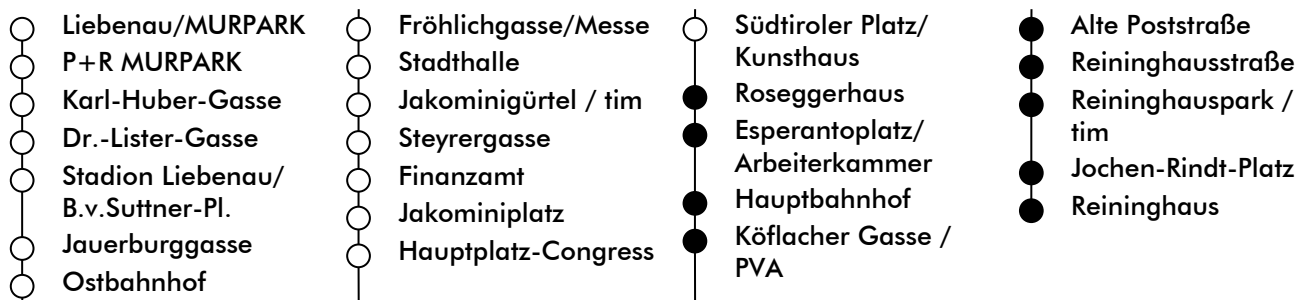 Liebenau/MURPARK
P+R MURPARK
Karl-Huber-Gasse
Dr.-Lister-Gasse
Stadion Liebenau/
B.v.Suttner-Pl.
Jauerburggasse
Ostbahnhof
Fröhlichgasse/Messe
Stadthalle
Jakominigürtel / tim
Steyrergasse
Finanzamt
Jakominiplatz
Hauptplatz-Congress
Südtiroler Platz/
Kunsthaus
Roseggerhaus
Esperantoplatz/
Arbeiterkammer
Hauptbahnhof
Köflacher Gasse /
PVA
Alte Poststraße
Reininghausstraße
Reininghauspark /
tim
Jochen-Rindt-Platz
Reininghaus